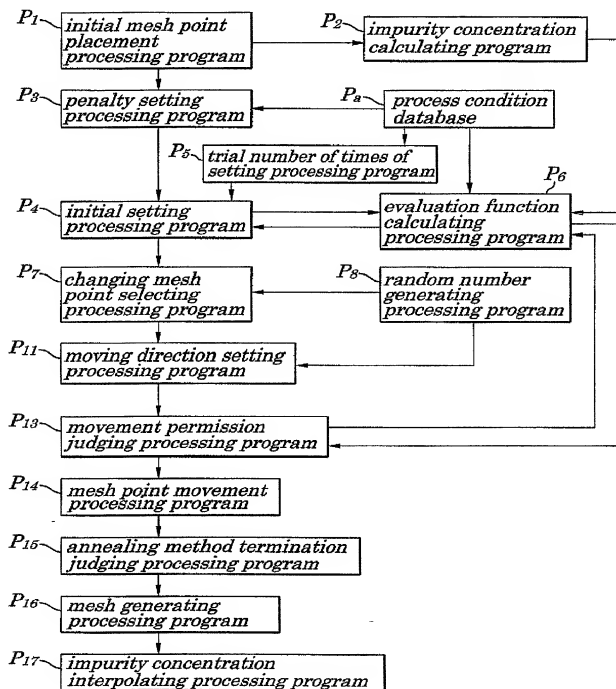 P1
initial mesh point
placement
processing program
P2
impurity concentration
calculating program
P3
penalty setting
processing program
Pa
process condition
database
P5
trial number of times of
setting processing program
P4
initial setting
processing program
P6
evaluation function
calculating
processing program
P7
changing mesh
point selecting
processing program
P8
random number
generating
processing program
P11
moving direction setting
processing program
P13
movement permission
judging processing program
P14
mesh point movement
processing program
P15
annealing method termination
judging processing program
P16
mesh generating
processing program
P17
impurity concentration
interpolating processing program